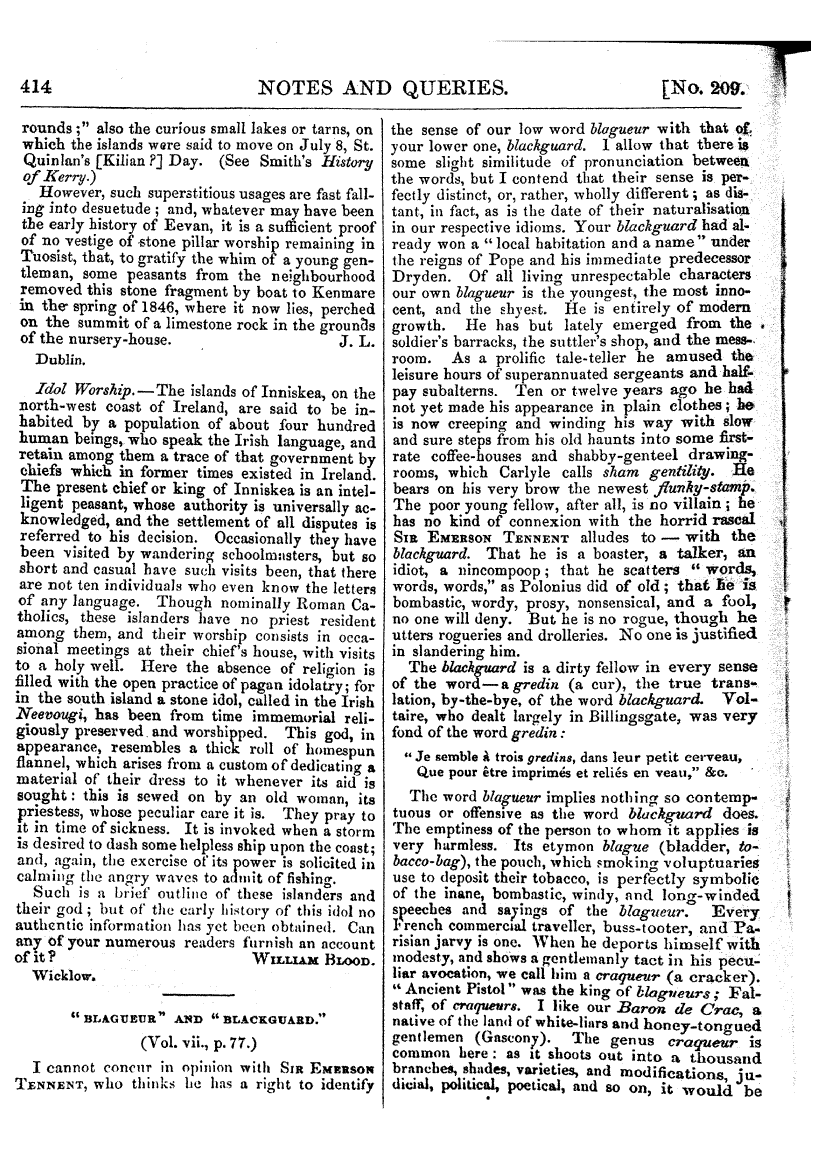 414 NOTES AND QUERIES. [No. 209.
rounds;" also the curious small lakes or tarns, on
which the islands were said to move on July 8, St.
Quinlan's [Kilian?] Day. (See Smith's History
of Kerry.)
However, such superstitious usages are fast fall-
ing into desuetude; and, whatever may have been
the early history of Eevan, it is a sufficient proof
of no vestige of stone pillar worship remaining in
Tuosist, that, to gratify the whim of a young gen-
tleman, some peasants from the neighbourhood
removed this stone fragment by boat to Kenmare
in the spring of 1846, where it now lies, perched
on the summit of a limestone rock in the grounds
of the nursery-house. J. L.
Dublin.
Idol Worship.—The islands of Inniskea, on the
north-west coast of Ireland, are said to be in-
habited by a population of about four hundred
human beings, who speak the Irish language, and
retain among them a trace of that government by
chiefs which in former times existed in Ireland.
The present chief or king of Inniskea is an intel-
ligent peasant, whose authority is universally ac-
knowledged, and the settlement of all disputes is
referred to his decision. Occasionally they have
been visited by wandering schoolmasters, but so
short and casual have such visits been, that there
are not ten individuals who even know the letters
of any language. Though nominally Roman Ca-
tholics, these islanders have no priest resident
among them, and their worship consists in occa-
sional meetings at their chief's house, with visits
to a holy well. Here the absence of religion is
filled with the open practice of pagan idolatry; for
in the south island a stone idol, called in the Irish
Neevougi, has been from time immemorial reli-
giously preserved and worshipped. This god, in
appearance, resembles a thick roll of homespun
flannel, which arises from a custom of dedicating a
material of their dress to it whenever its aid is
sought: this is sewed on by an old woman, its
priestess, whose peculiar care it is. They pray to
it in time of sickness. It is invoked when a storm
is desired to dash some helpless ship upon the coast;
and, again, the exercise of its power is solicited in
calming the angry waves to admit of fishing.
Such is a brief outline of these islanders and
their god; but of the early history of this idol no
authentic information has yet been obtained. Can
any of your numerous readers furnish an account
of it? WILLIAM BLOOD.
Wicklow.
"BLAGUEUR" AND "BLACKGUARD."
(Vol. vii., p. 77.)
I cannot concur in opinion with SIR EMERSON
TENNENT, who thinks he has a right to identify
the sense of our low word blagueur with that of
your lower one, blackguard. I allow that there is
some slight similitude of pronunciation between
the words, but I contend that their sense is per-
fectly distinct, or, rather, wholly different; as dis-
tant, in fact, as is the date of their naturalisation
in our respective idioms. Your blackguard had al-
ready won a "local habitation and a name" under
the reigns of Pope and his immediate predecessor
Dryden. Of all living unrespectable characters
our own blagueur is the youngest, the most inno-
cent, and the shyest. He is entirely of modern
growth. He has but lately emerged from the
soldier's barracks, the suttler's shop, and the mess-
room. As a prolific tale-teller he amused the
leisure hours of superannuated sergeants and half-
pay subalterns. Ten or twelve years ago he had
not yet made his appearance in plain clothes; he
is now creeping and winding his way with slow
and sure steps from his old haunts into some first-
rate coffee-houses and shabby-genteel drawing-
rooms, which Carlyle calls sham gentility. He
bears on his very brow the newest flunky-stamp.
The poor young fellow, after all, is no villain; he
has no kind of connexion with the horrid rascal
SIR EMERSON TENNENT alludes to — with the
blackguard. That he is a boaster, a talker, an
idiot, a nincompoop; that he scatters "words,
words, words," as Polonius did of old; that he is
bombastic, wordy, prosy, nonsensical, and a fool,
no one will deny. But he is no rogue, though he
utters rogueries and drolleries. No one is justified
in slandering him.
The blackguard is a dirty fellow in every sense
of the word—a gredin (a cur), the true trans-
lation, by-the-bye, of the word blackguard. Vol-
taire, who dealt largely in Billingsgate, was very
fond of the word gredin:
"Je semble à trois gredins, dans leur petit cerveau,
Que pour être imprimés et reliés en veau," &c.
The word blagueur implies nothing so contemp-
tuous or offensive as the word blackguard does.
The emptiness of the person to whom it applies is
very harmless. Its etymon blague (bladder, to-
bacco-bag), the pouch, which smoking voluptuaries
use to deposit their tobacco, is perfectly symbolic
of the inane, bombastic, windy, and long-winded
speeches and sayings of the blagueur. Every
French commercial traveller, buss-tooter, and Pa-
risian jarvy is one. When he deports himself with
modesty, and shows a gentlemanly tact in his pecu-
liar avocation, we call him a craqueur (a cracker).
"Ancient Pistol" was the king of blagueurs; Fal-
staff, of craqueurs. I like our Baron de Crac, a
native of the land of white-liars and honey-tongued
gentlemen (Gascony). The genus craqueur is
common here: as it shoots out into a thousand
branches, shades, varieties, and modifications, ju-
dicial, political, poetical, and so on, it would be